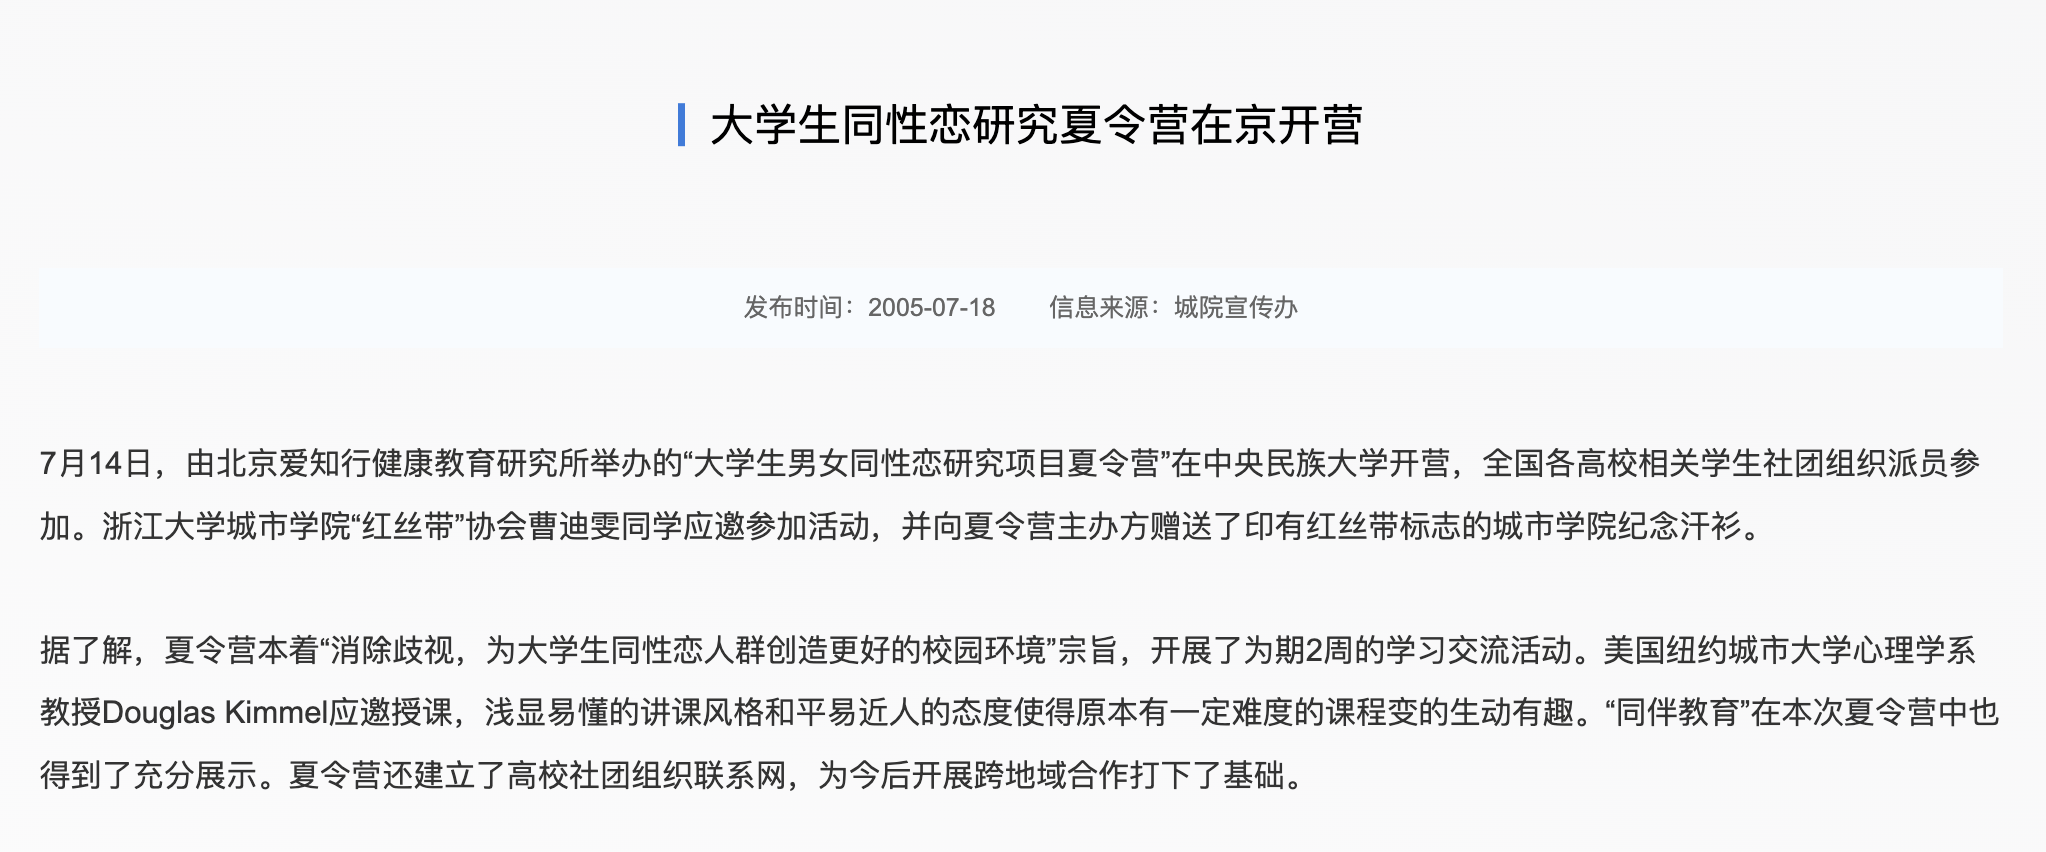 大学生同性恋研究夏令营在京开营
发布时间：2005-07-18 信息来源：城院宣传办
7月14日，由北京爱知行健康教育研究所举办的“大学生男女同性恋研究项目夏令营”在中央民族大学开营，全国各高校相关学生社团组织派员参
加。浙江大学城市学院“红丝带”协会曹迪雯同学应邀参加活动，并向夏令营主办方赠送了印有红丝带标志的城市学院纪念汗衫。
据了解，夏令营本着“消除歧视，为大学生同性恋人群创造更好的校园环境”宗旨，开展了为期2周的学习交流活动。美国纽约城市大学心理学系
教授Douglas Kimmel应邀授课，浅显易懂的讲课风格和平易近人的态度使得原本有一定难度的课程变的生动有趣。“同伴教育”在本次夏令营中也
得到了充分展示。夏令营还建立了高校社团组织联系网，为今后开展跨地域合作打下了基础。